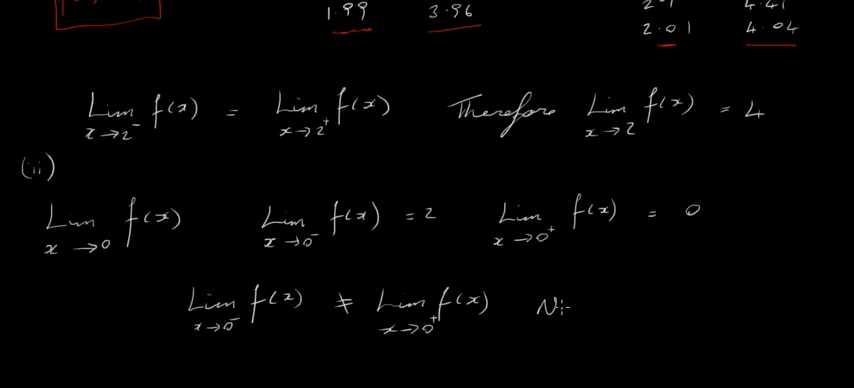 1.99 3.96 2.01 4.04
Lim x→2⁻ f(x) = Lim x→2⁺ f(x) Therefore Lim x→2 f(x) = 4
(ii)
Lim x→0 f(x) Lim x→0⁻ f(x) = 2 Lim x→0⁺ f(x) = 0
Lim x→0⁻ f(x) ≠ Lim x→0⁺ f(x)